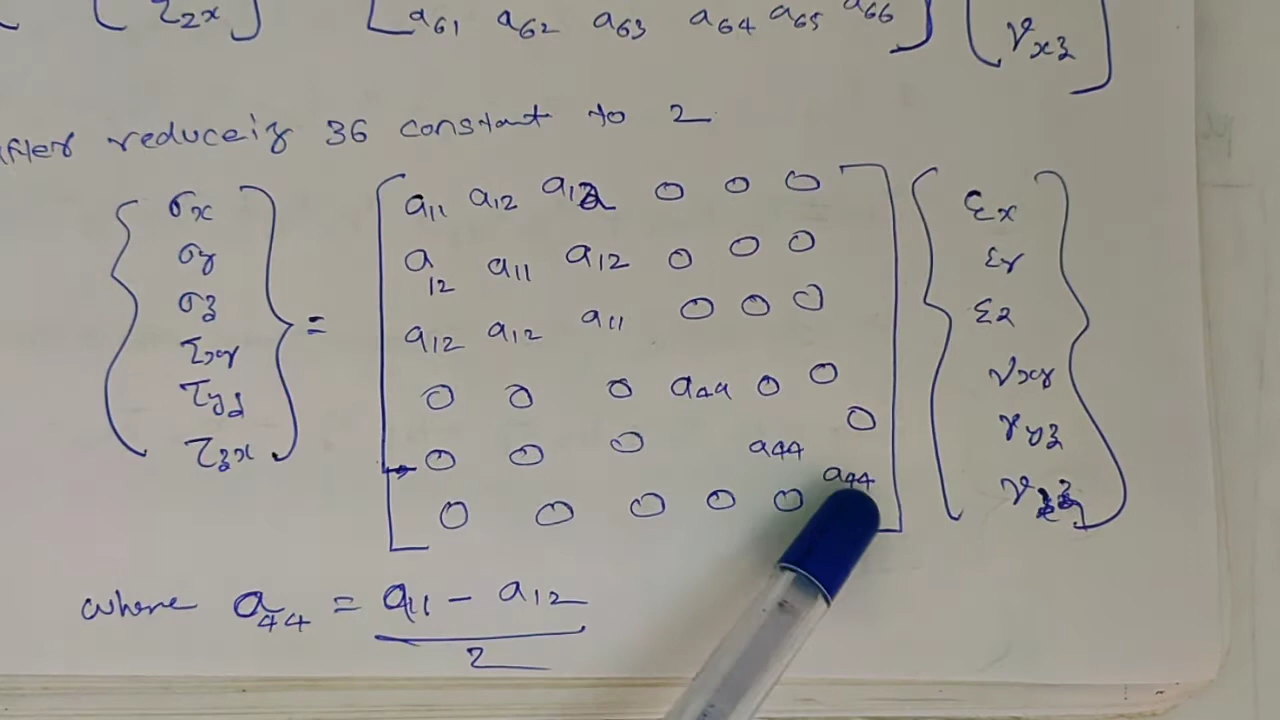 τzx a61 a62 a63 a64 a65 a66 γxz
after reduceig 36 constant to 2
σx a11 a12 a12 0 0 0 εx
σy a12 a11 a12 0 0 0 εy
σz = a12 a12 a11 0 0 0 εz
τxy 0 0 0 a44 0 0 γxy
τyz 0 0 0 a44 0 γyz
τzx 0 0 0 0 0 a44
where a44 = a11 - a12
2